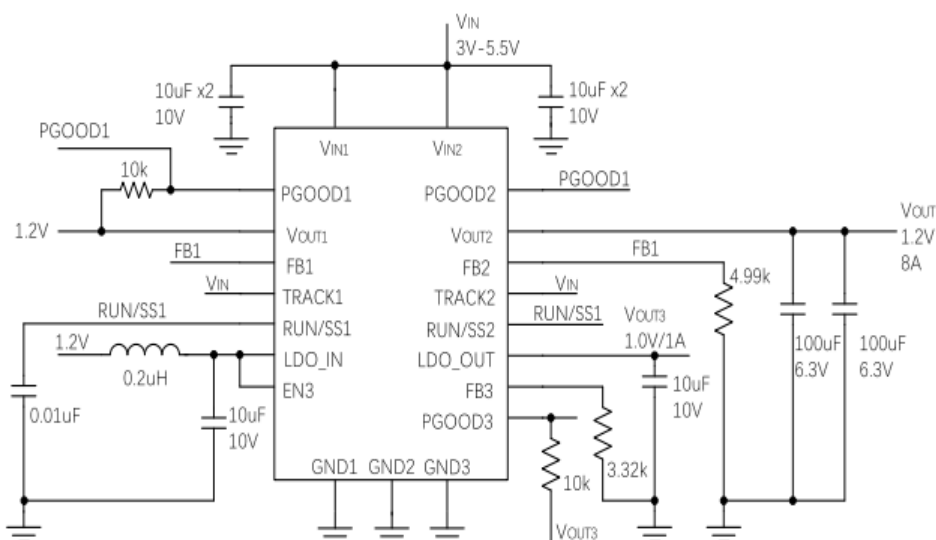 VIN
3V-5.5V
10uF x2
10V
10uF x2
10V
PGOOD1
10k
VIN1
VIN2
PGOOD1
PGOOD2
PGOOD1
1.2V
VOUT1
VOUT2
VOUT
1.2V
8A
FB1
FB1
FB2
FB1
4.99k
VIN
TRACK1
TRACK2
VIN
RUN/SS1
RUN/SS1
RUN/SS2
RUN/SS1
VOUT3
1.0V/1A
1.2V
0.2uH
LDO_IN
LDO_OUT
100uF
6.3V
100uF
6.3V
0.01uF
10uF
10V
EN3
FB3
10uF
10V
PGOOD3
3.32k
10k
GND1
GND2
GND3
VOUT3